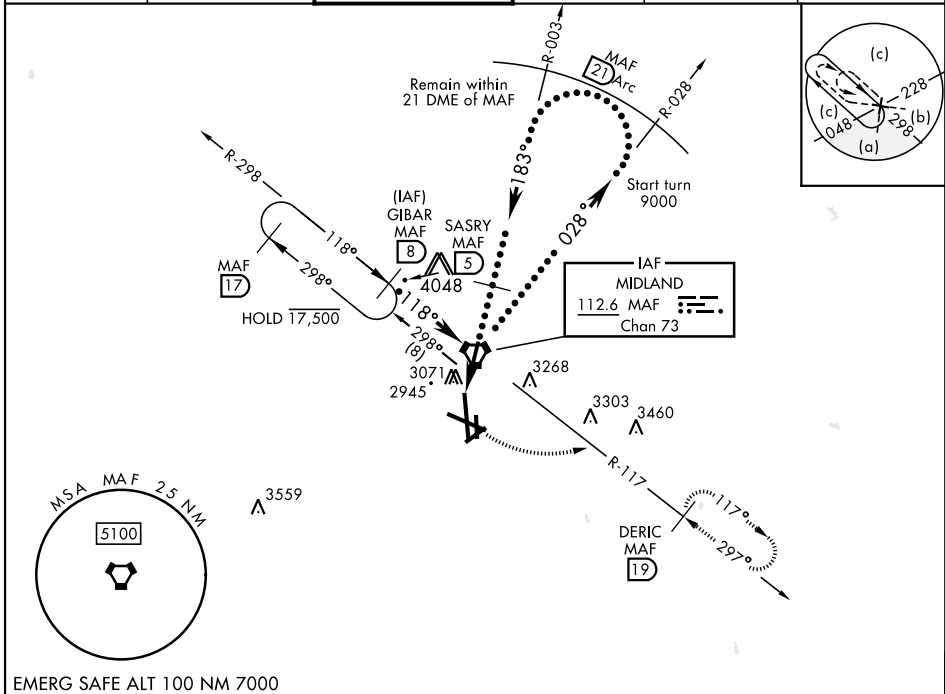 R-003
MAF
21 Arc
Remain within
21 DME of MAF
R-028
183°
028°
Start turn
9000
(c)
228
(c)
(b)
048
298
(a)
R-298
(IAF)
GIBAR
MAF
8
SASRY
MAF
5
118°
298°
MAF
17
4048
HOLD 17,500
118°
298°
(8)
IAF
MIDLAND
112.6 MAF
Chan 73
3071
2945
3268
3303
3460
R-117
MSA MAF 25 NM
5100
3559
DERIC
MAF
19
117°
297°
EMERG SAFE ALT 100 NM 7000